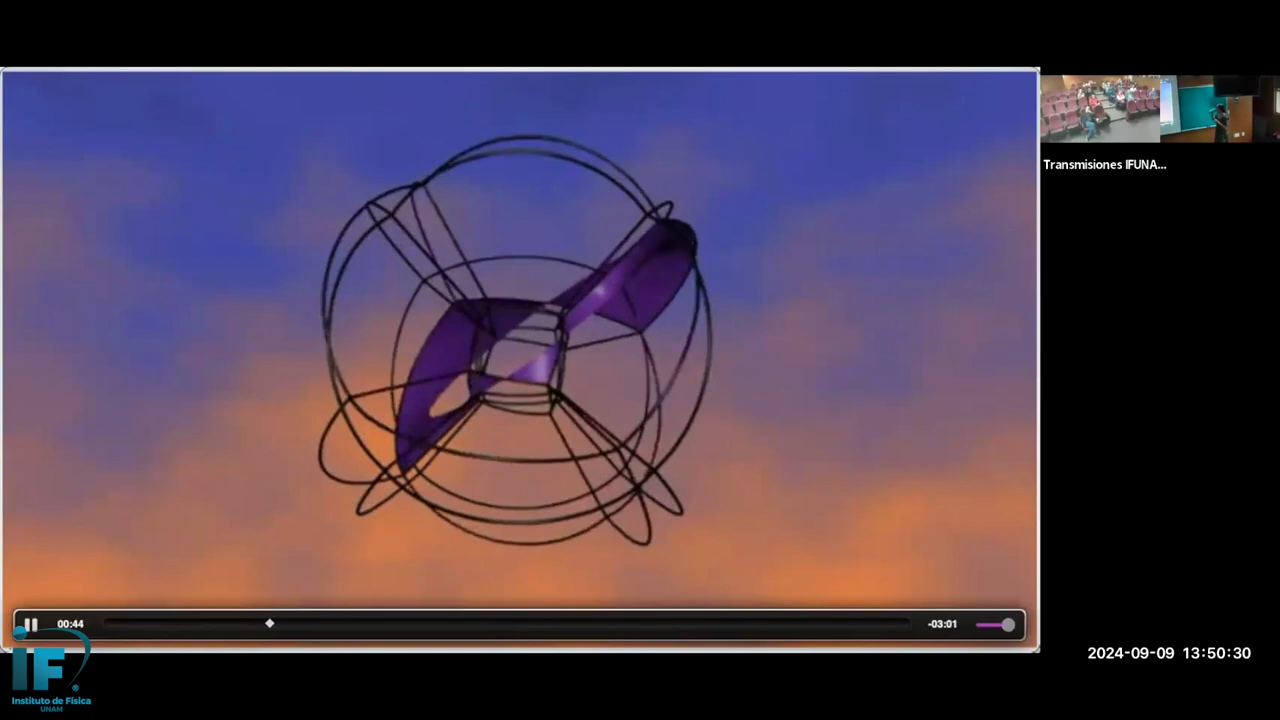 Transmisiones IFUNA...
00:44
-03:01
2024-09-09 13:50:30
IF
Instituto de Física
UNAM